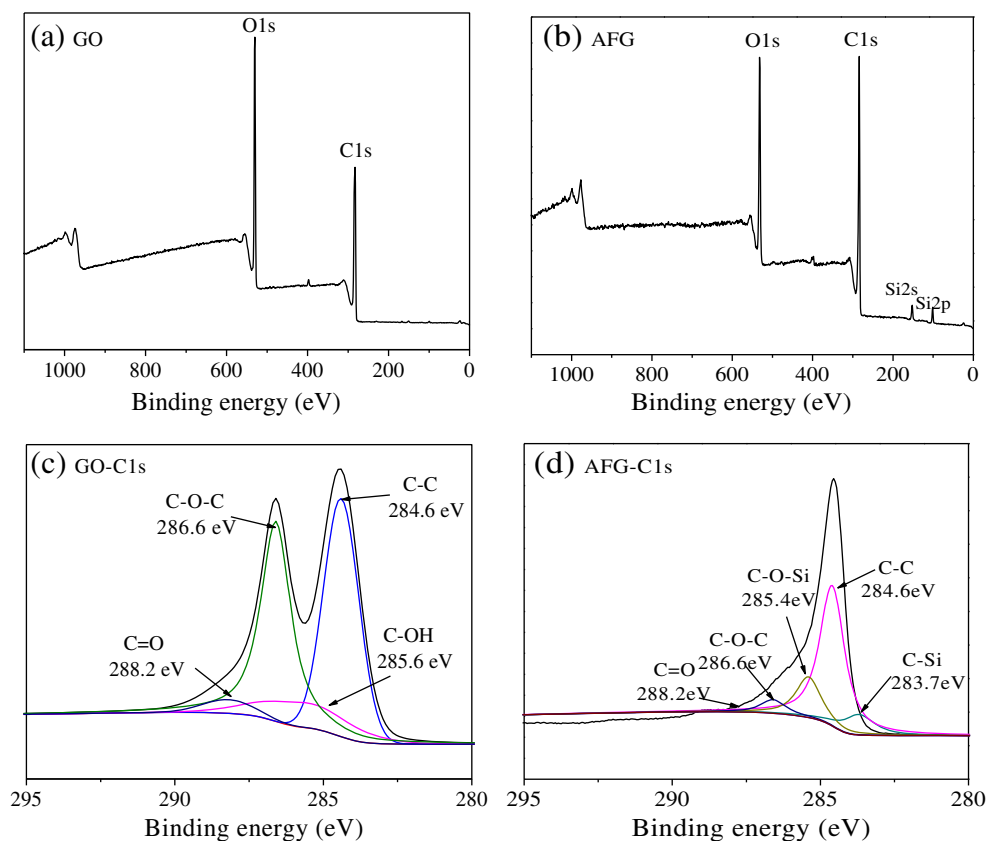 (a) GO
O1s
C1s
1000 800 600 400 200 0
Binding energy (eV)
(b) AFG
O1s
C1s
Si2s
Si2p
1000 800 600 400 200 0
Binding energy (eV)
(c) GO-C1s
C-O-C
286.6 eV
C-C
284.6 eV
C=O
288.2 eV
C-OH
285.6 eV
295 290 285 280
Binding energy (eV)
(d) AFG-C1s
C-O-Si
285.4eV
C-C
284.6eV
C-O-C
286.6eV
C=O
288.2eV
C-Si
283.7eV
295 290 285 280
Binding energy (eV)